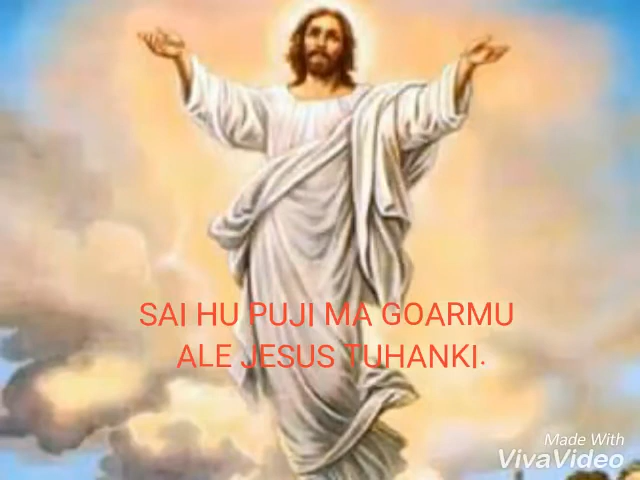 SAI HU PUJI MA GOARMU
ALE JESUS TUHANKI.
Made With
VivaVideo